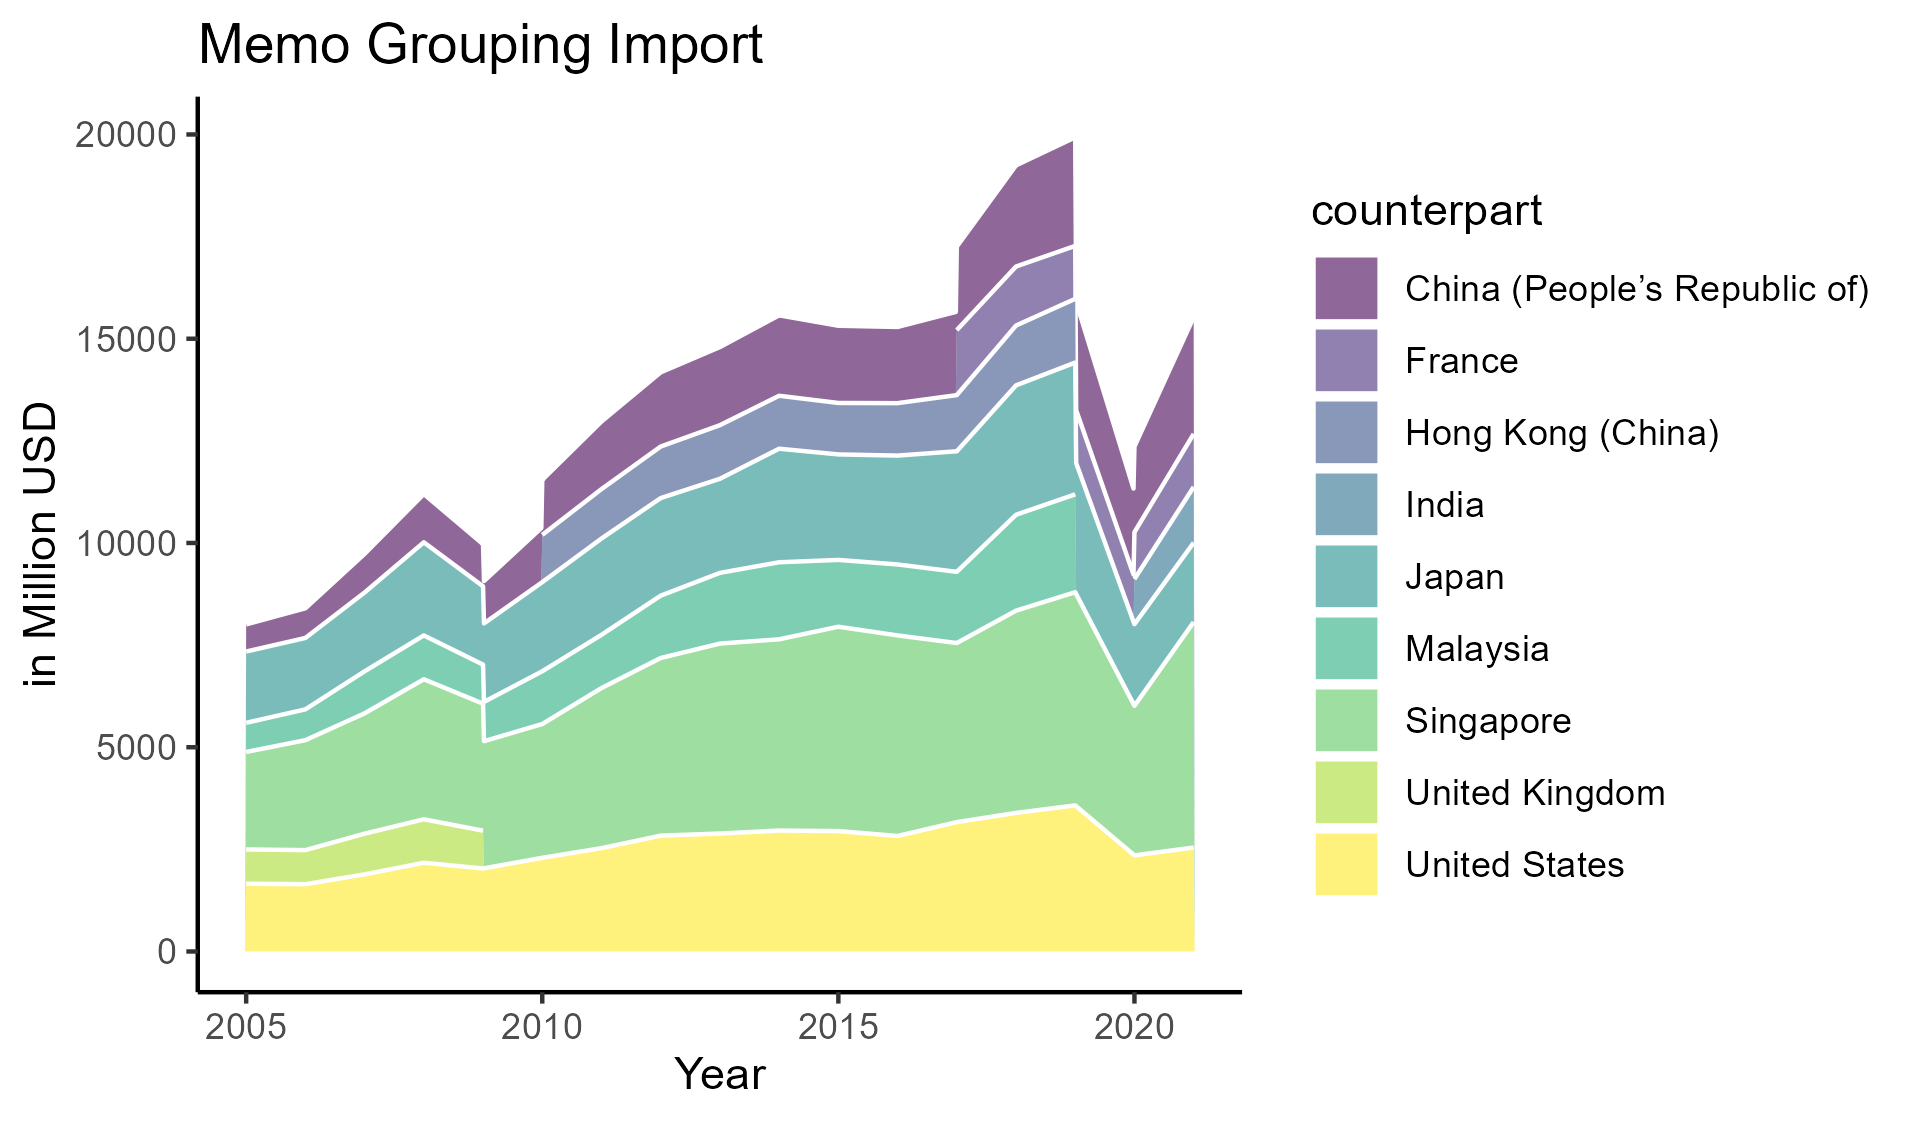 Memo Grouping Import
20000
15000
10000
5000
0
in Million USD
2005
2010
2015
2020
Year
counterpart
China (People’s Republic of)
France
Hong Kong (China)
India
Japan
Malaysia
Singapore
United Kingdom
United States